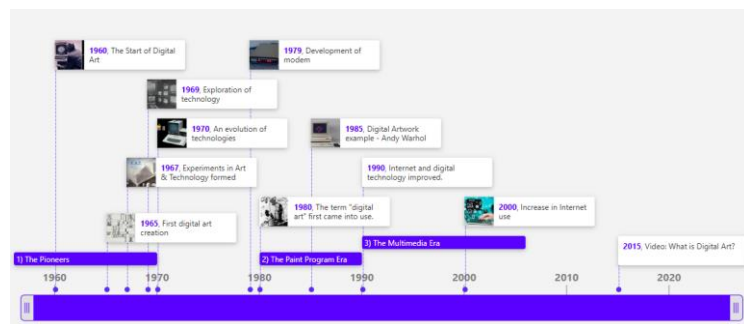 1960, The Start of Digital
Art
1979, Development of
modem
1969, Exploration of
technology
1970, An evolution of
technologies
1985, Digital Artwork
example - Andy Warhol
1967, Experiments in Art
& Technology formed
1990, Internet and digital
technology improved.
1980, The term "digital
art" first came into use.
2000, Increase in Internet
use
1965, First digital art
creation
3) The Multimedia Era
2015, Video: What is Digital Art?
1) The Pioneers
2) The Paint Program Era
1960
1970
1980
1990
2000
2010
2020